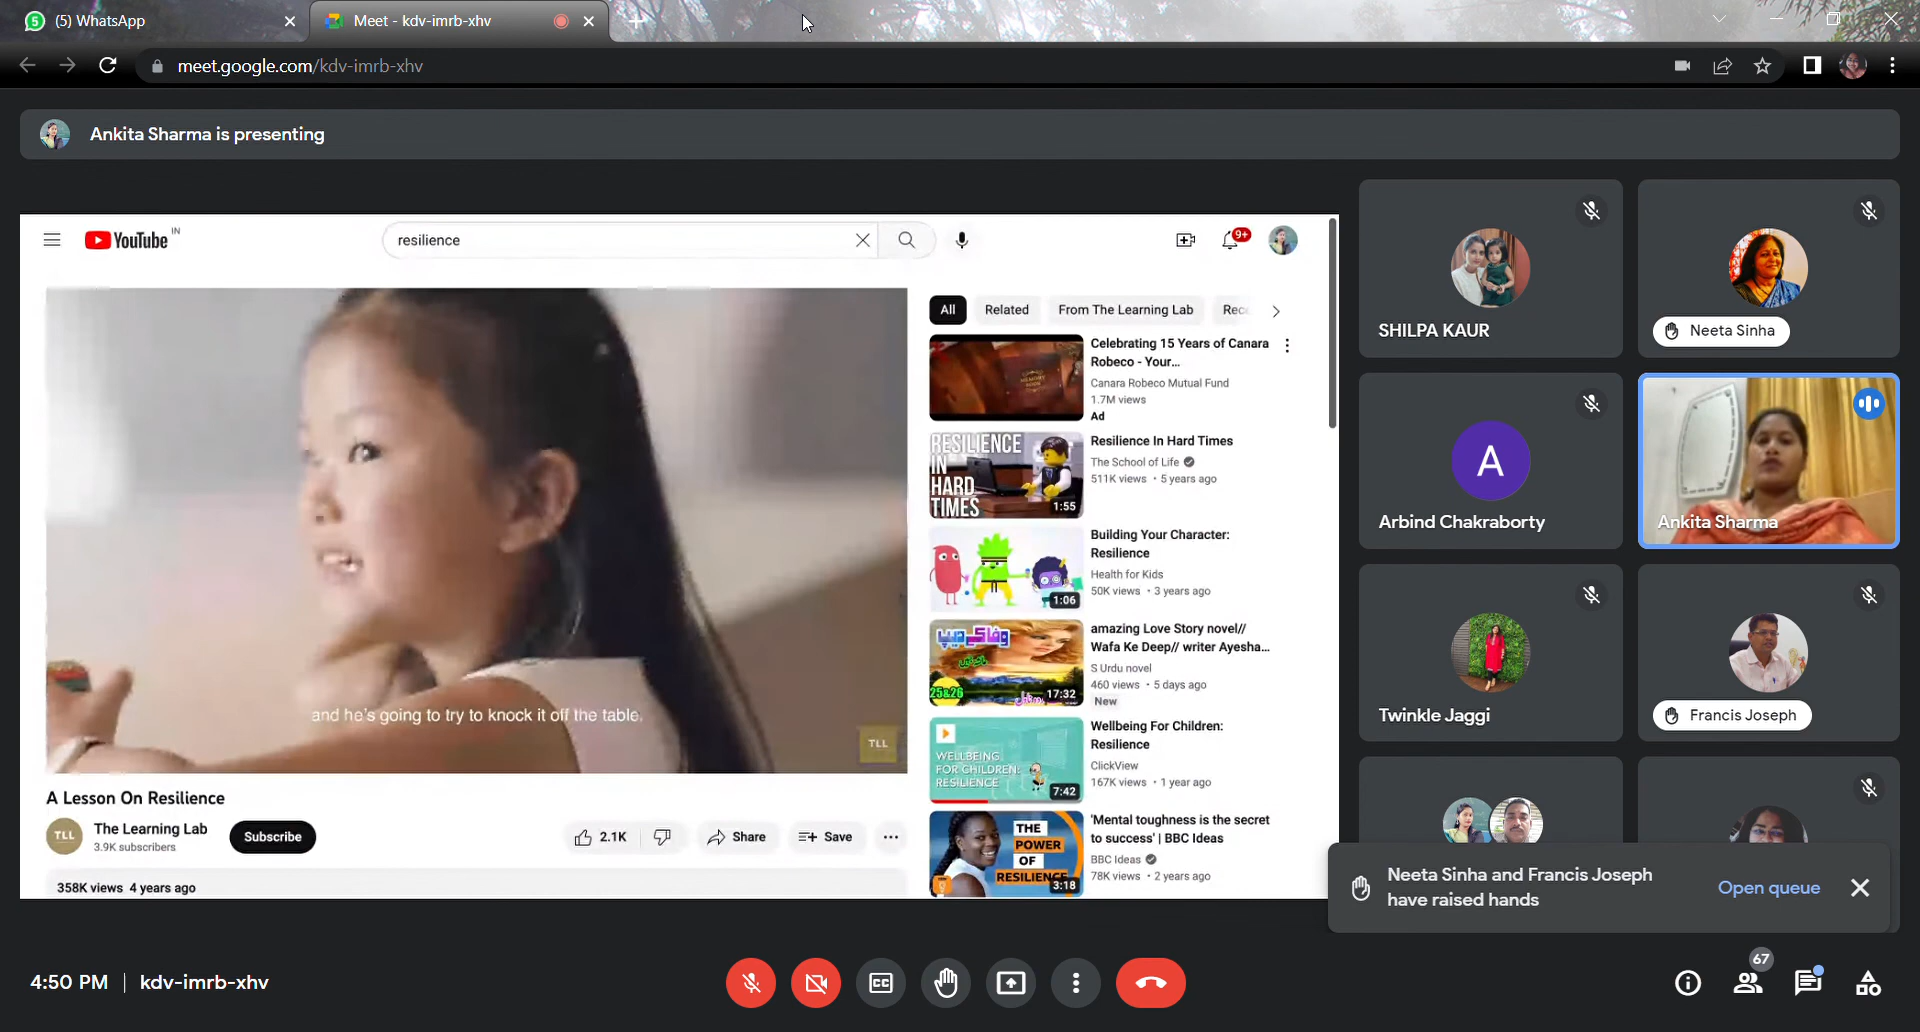 (5) WhatsApp
Meet - kdv-imrb-xhv
meet.google.com/kdv-imrb-xhv
Ankita Sharma is presenting
YouTube IN
resilience
9+
and he's going to try to knock it off the table.
TLL
A Lesson On Resilience
TLL
The Learning Lab
3.9K subscribers
Subscribe
2.1K
Share
Save
358K views 4 years ago
All
Related
From The Learning Lab
Rec
Celebrating 15 Years of Canara
Robeco - Your...
Canara Robeco Mutual Fund
1.7M views
Ad
RESILIENCE
IN
HARD
TIMES
1:55
Resilience In Hard Times
The School of Life
511K views • 5 years ago
1:06
Building Your Character:
Resilience
Health for Kids
50K views • 3 years ago
25&26
17:32
amazing Love Story novel//
Wafa Ke Deep// writer Ayesha...
S Urdu novel
460 views • 5 days ago
New
WELLBEING
FOR CHILDREN:
RESILIENCE
7:42
Wellbeing For Children:
Resilience
ClickView
167K views • 1 year ago
THE
POWER
OF
RESILIENCE
3:18
'Mental toughness is the secret
to success' | BBC Ideas
BBC Ideas
78K views • 2 years ago
SHILPA KAUR
Neeta Sinha
A
Arbind Chakraborty
Ankita Sharma
Twinkle Jaggi
Francis Joseph
Neeta Sinha and Francis Joseph
have raised hands
Open queue
4:50 PM | kdv-imrb-xhv
67